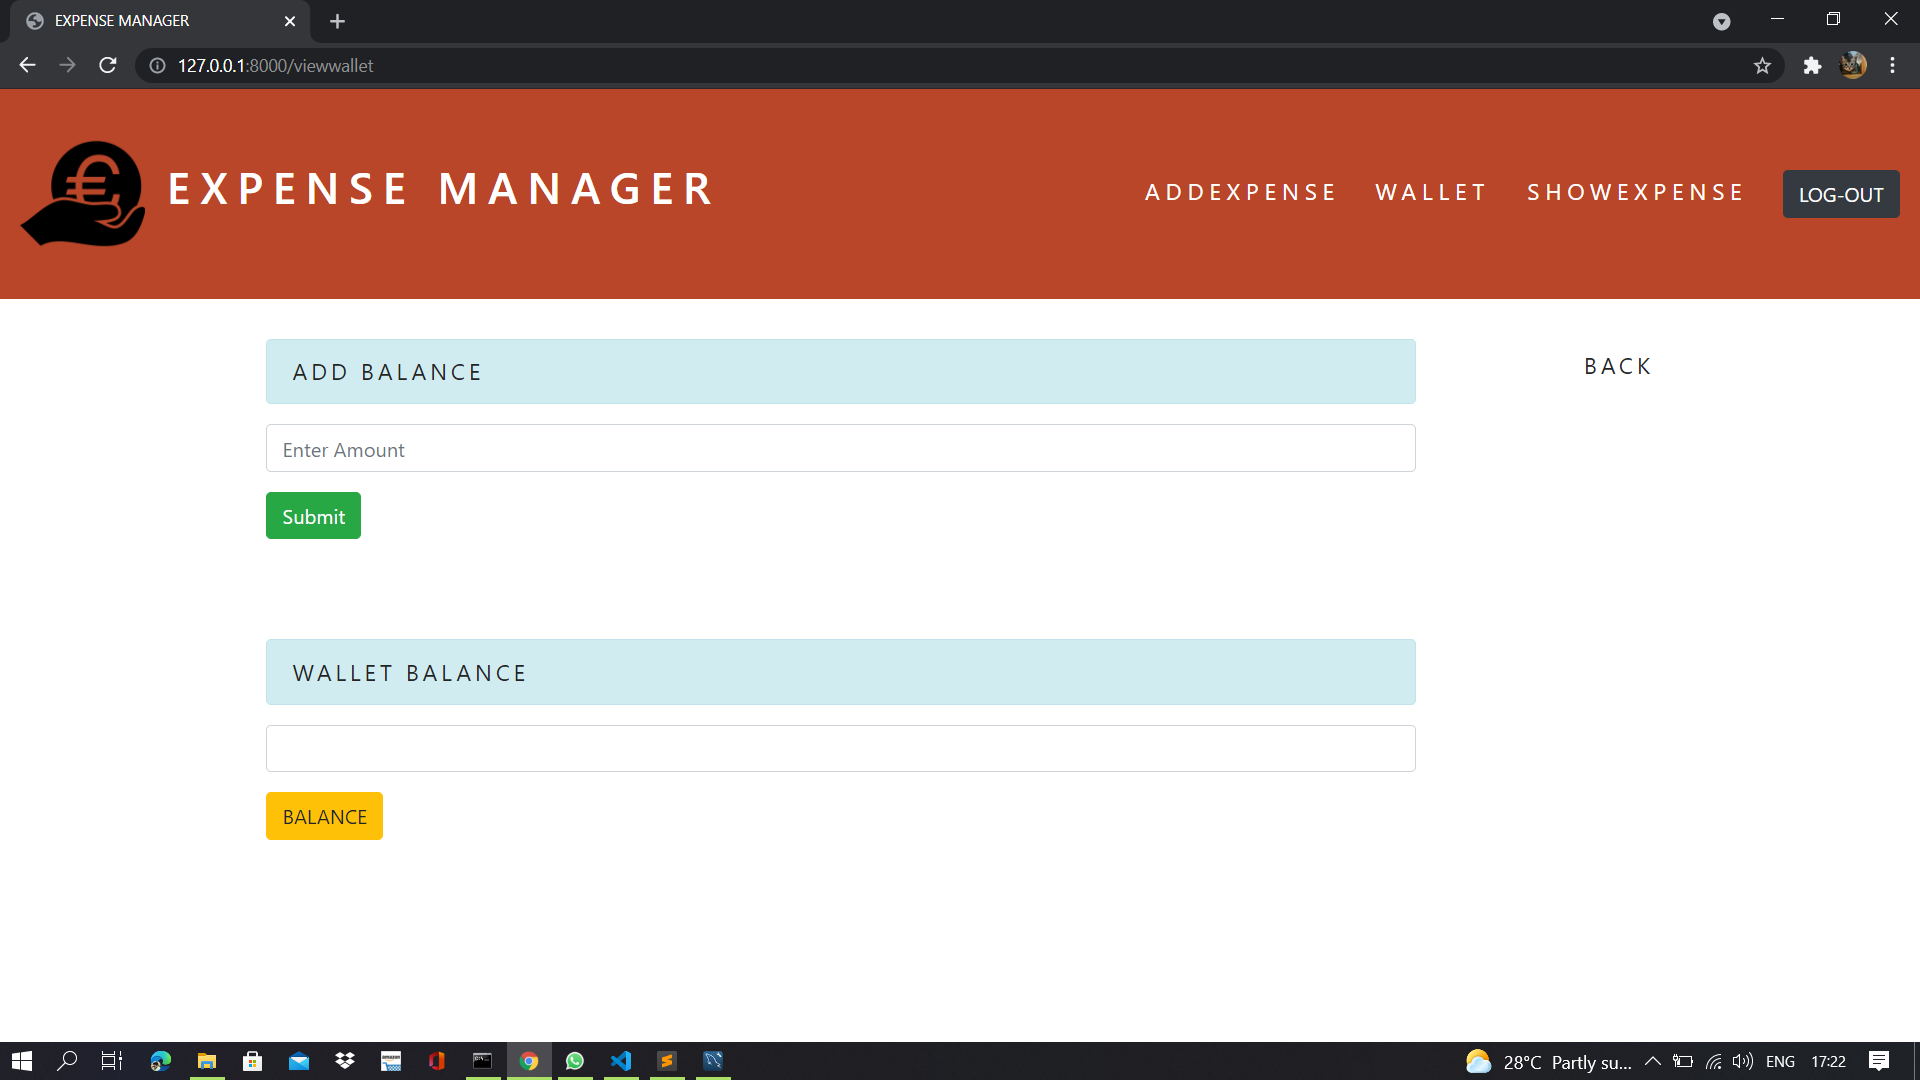 EXPENSE MANAGER
127.0.0.1:8000/viewwallet
€
EXPENSE MANAGER
ADDEXPENSE
WALLET
SHOWEXPENSE
LOG-OUT
ADD BALANCE
BACK
Enter Amount
Submit
WALLET BALANCE
BALANCE
28°C Partly su...
ENG
17:22